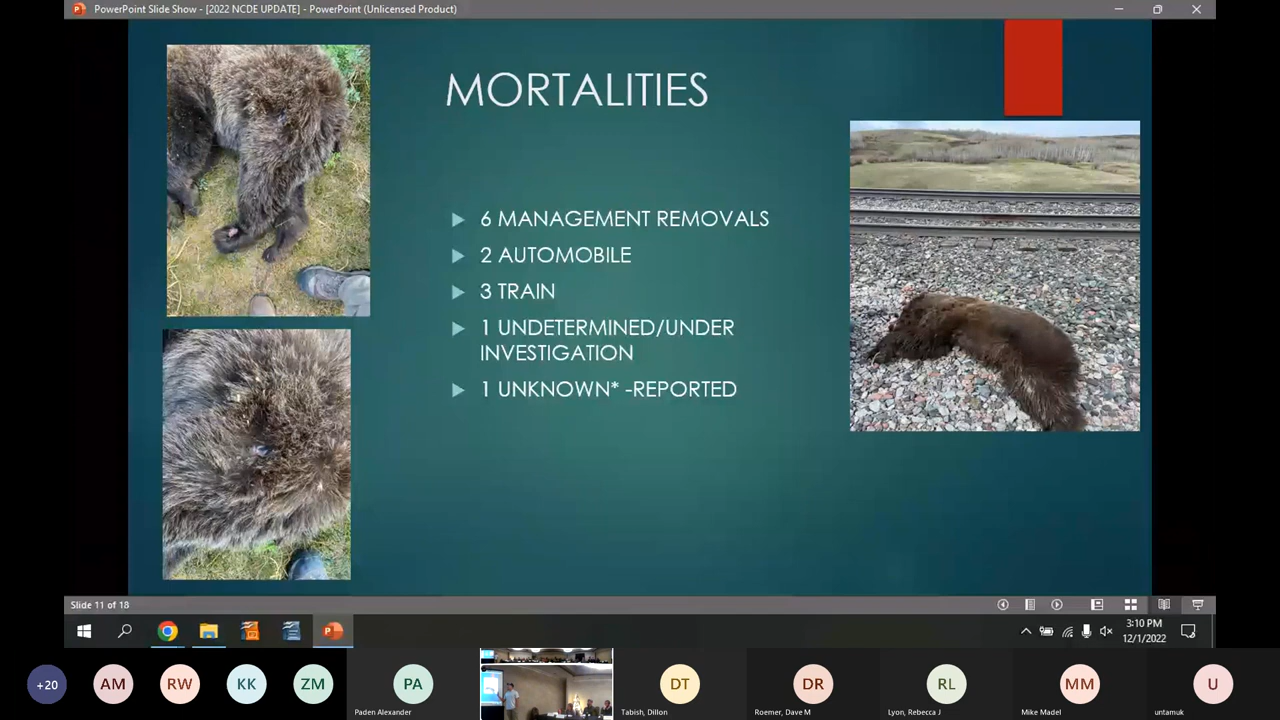 PowerPoint Slide Show - [2022 NCDE UPDATE] - PowerPoint (Unlicensed Product)
MORTALITIES
6 MANAGEMENT REMOVALS
2 AUTOMOBILE
3 TRAIN
1 UNDETERMINED/UNDER
INVESTIGATION
1 UNKNOWN* -REPORTED
Slide 11 of 18
3:10 PM
12/1/2022
+20
AM
RW
KK
ZM
PA
DT
DR
RL
MM
U
Paden Alexander
Tabish, Dillon
Roemer, Dave M
Lyon, Rebecca J
Mike Madel
untamuk